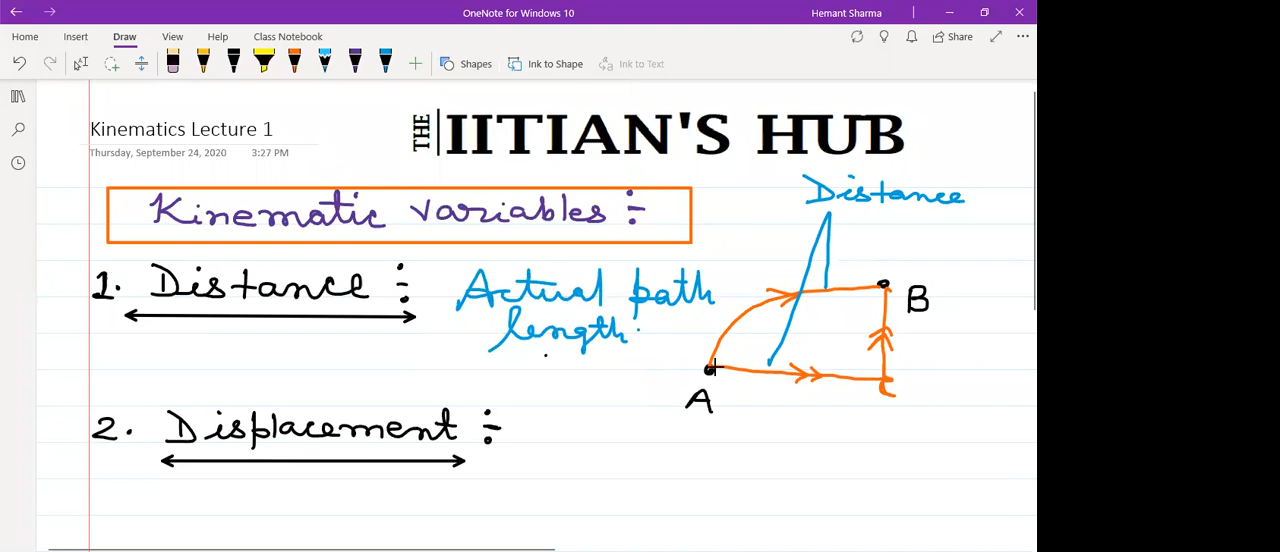 OneNote for Windows 10
Hemant Sharma
Home Insert Draw View Help Class Notebook
Share
Shapes Ink to Shape Ink to Text
Kinematics Lecture 1
Thursday, September 24, 2020 3:27 PM
THE IITIAN'S HUB
Kinematic variables :-
Distance
1. Distance :-
Actual path
length.
B
A
2. Displacement :-